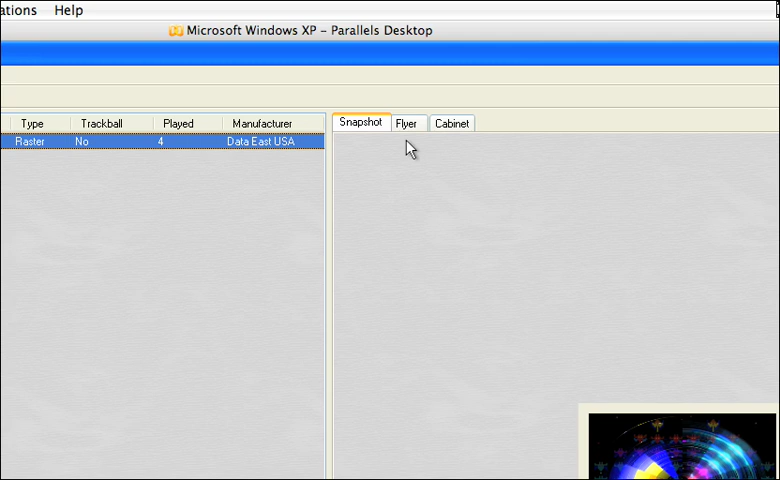 ations Help
Microsoft Windows XP - Parallels Desktop
Type Trackball Played Manufacturer
Raster No 4 Data East USA
Snapshot Flyer Cabinet